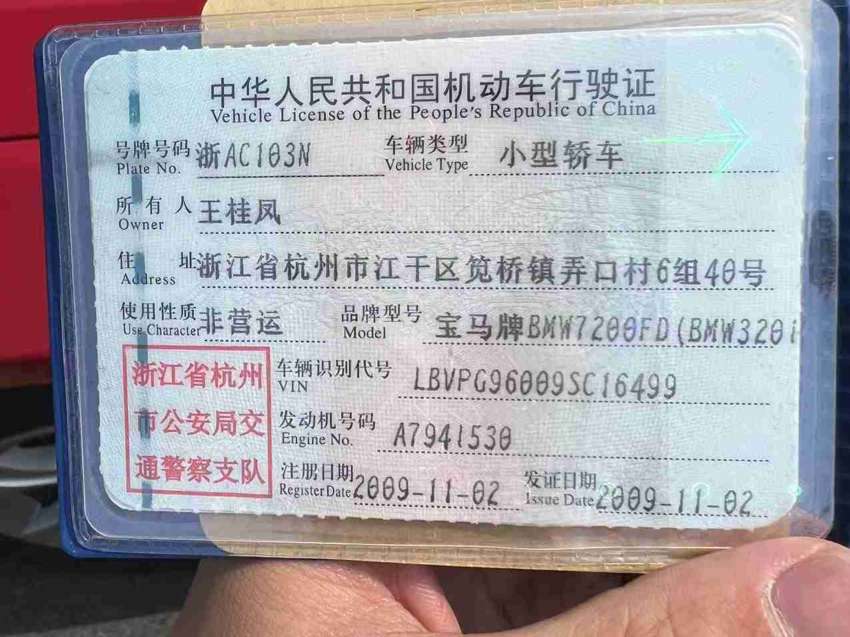 中华人民共和国机动车行驶证
Vehicle License of the People's Republic of China
号牌号码 浙AC103N 车辆类型 小型轿车
Plate No. Vehicle Type
所有人 王桂凤
Owner
住址 浙江省杭州市江干区笕桥镇弄口村6组40号
Address
使用性质 非营运 品牌型号 宝马牌BMW7200FD(BMW320i
Use Character Model
浙江省杭州
市公安局交
通警察支队
车辆识别代号 LBVPG96009SC16499
VIN
发动机号码 A7941530
Engine No.
注册日期 2009-11-02 发证日期 2009-11-02
Register Date Issue Date